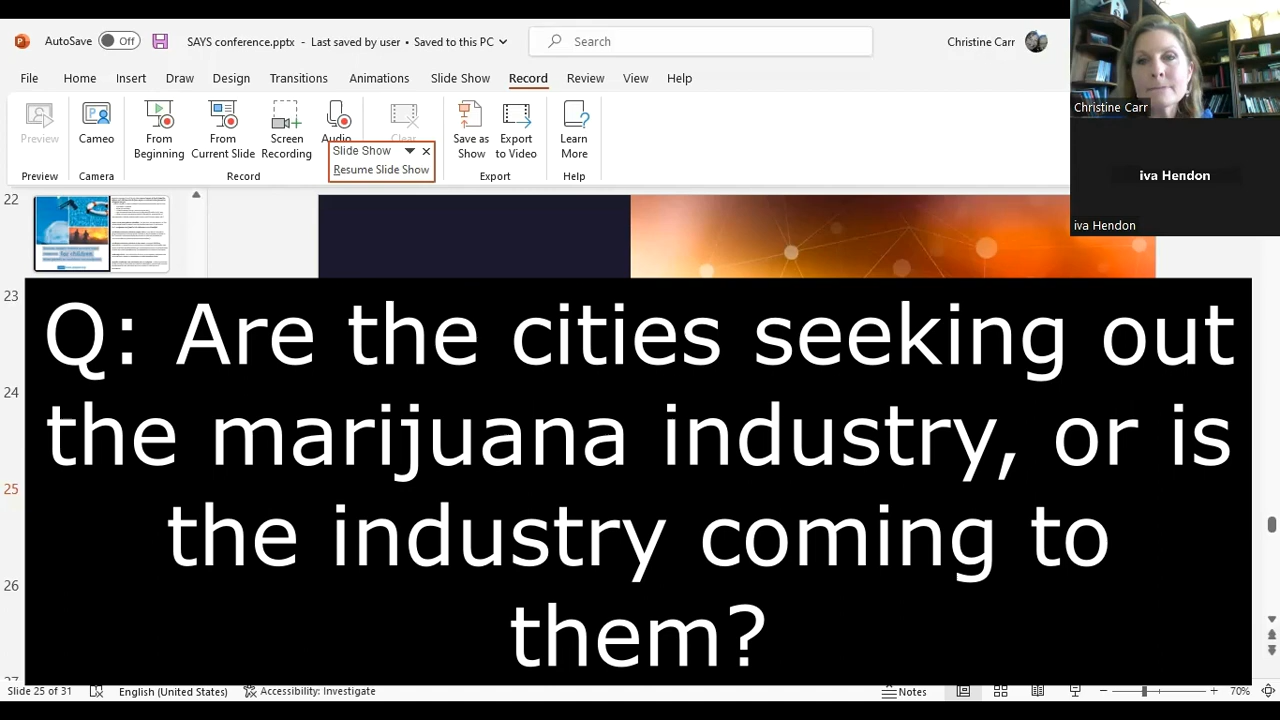 AutoSave Off SAYS conference.pptx - Last saved by user • Saved to this PC Search Christine Carr
File Home Insert Draw Design Transitions Animations Slide Show Record Review View Help
Preview Cameo From Beginning From Current Slide Screen Recording Audio Clear Save as Show Export to Video Learn More
Slide Show
Resume Slide Show
Preview Camera Record Export Help
Christine Carr
iva Hendon
iva Hendon
22
23
24
25
26
Q: Are the cities seeking out
the marijuana industry, or is
the industry coming to
them?
Slide 25 of 31 English (United States) Accessibility: Investigate Notes 70%